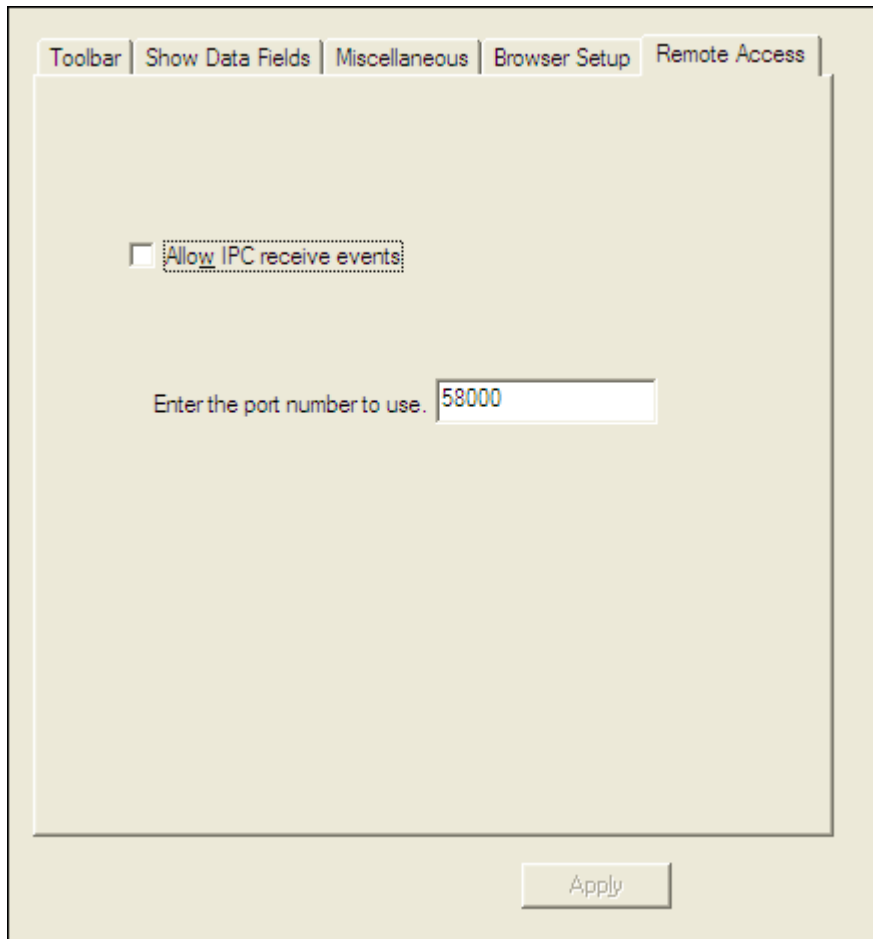 Toolbar Show Data Fields Miscellaneous Browser Setup Remote Access
Allow IPC receive events
Enter the port number to use. 58000
Apply